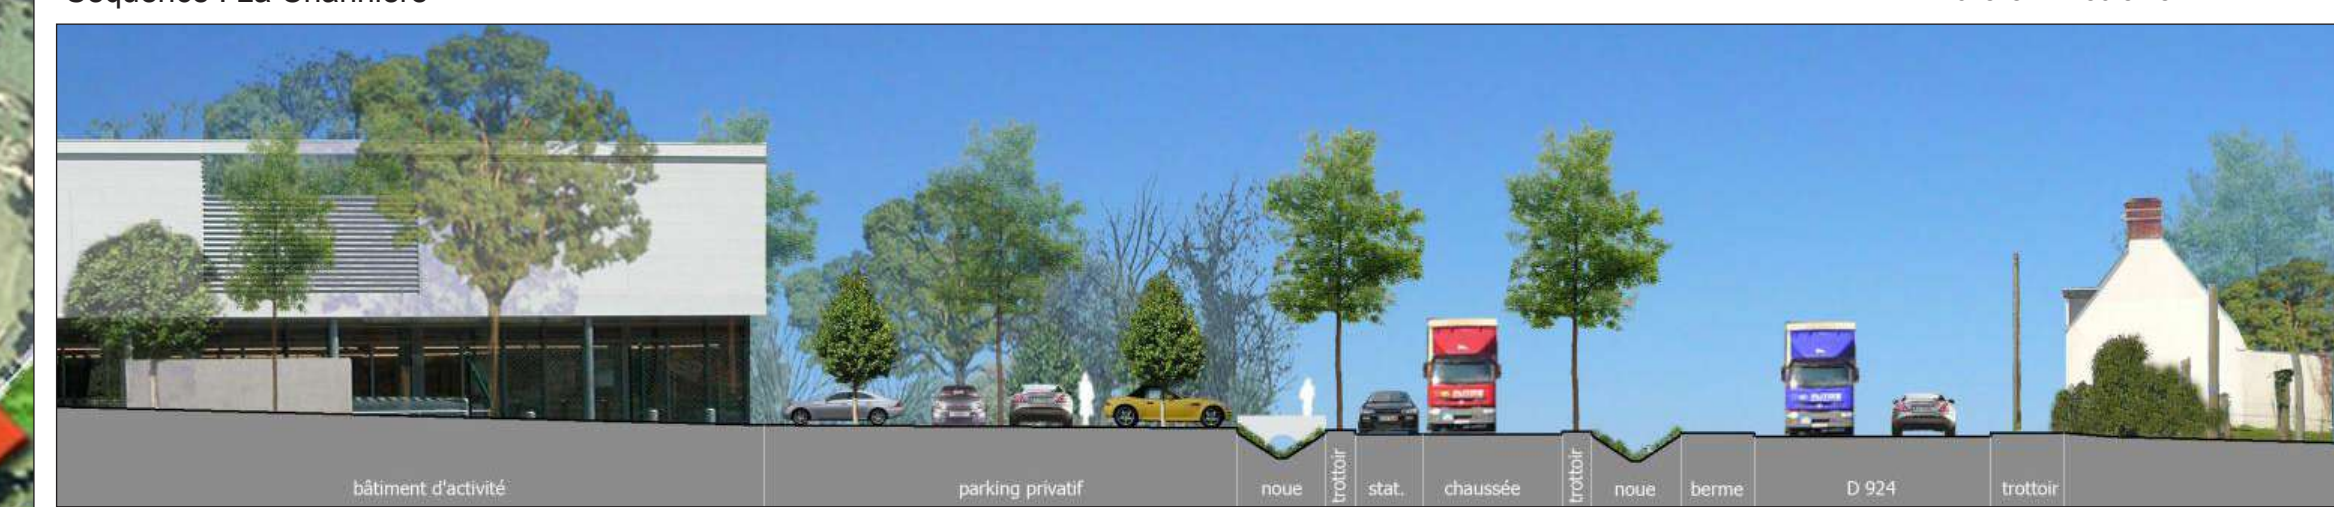 bâtiment d'activité
parking privatif
noue
trottoir
stat.
chaussée
trottoir
noue
berme
D 924
trottoir